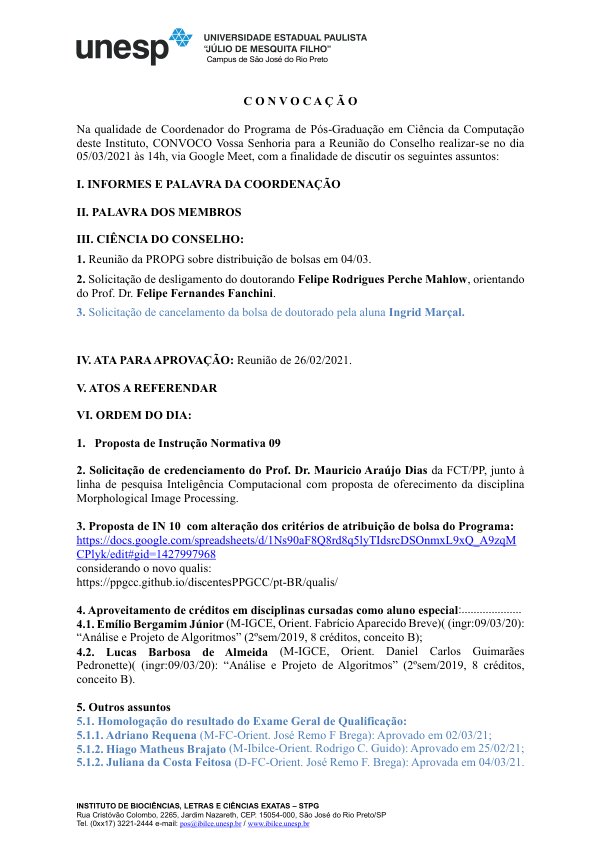 unesp
UNIVERSIDADE ESTADUAL PAULISTA
“JÚLIO DE MESQUITA FILHO”
Campus de São José do Rio Preto
C O N V O C A Ç Ã O
Na qualidade de Coordenador do Programa de Pós-Graduação em Ciência da Computação
deste Instituto, CONVOCO Vossa Senhoria para a Reunião do Conselho realizar-se no dia
05/03/2021 às 14h, via Google Meet, com a finalidade de discutir os seguintes assuntos:
I. INFORMES E PALAVRA DA COORDENAÇÃO
II. PALAVRA DOS MEMBROS
III. CIÊNCIA DO CONSELHO:
1. Reunião da PROPG sobre distribuição de bolsas em 04/03.
2. Solicitação de desligamento do doutorando Felipe Rodrigues Perche Mahlow, orientando
do Prof. Dr. Felipe Fernandes Fanchini.
3. Solicitação de cancelamento da bolsa de doutorado pela aluna Ingrid Marçal.
IV. ATA PARA APROVAÇÃO: Reunião de 26/02/2021.
V. ATOS A REFERENDAR
VI. ORDEM DO DIA:
1. Proposta de Instrução Normativa 09
2. Solicitação de credenciamento do Prof. Dr. Mauricio Araújo Dias da FCT/PP, junto à
linha de pesquisa Inteligência Computacional com proposta de oferecimento da disciplina
Morphological Image Processing.
3. Proposta de IN 10 com alteração dos critérios de atribuição de bolsa do Programa:
https://docs.google.com/spreadsheets/d/1Ns90aF8Q8rd8q5lyTIdsrcDSOnmxL9xQ_A9zqM
CPlyk/edit#gid=1427997968
considerando o novo qualis:
https://ppgcc.github.io/discentesPPGCC/pt-BR/qualis/
4. Aproveitamento de créditos em disciplinas cursadas como aluno especial:....................
4.1. Emílio Bergamim Júnior (M-IGCE, Orient. Fabrício Aparecido Breve)( (ingr:09/03/20):
“Análise e Projeto de Algoritmos” (2ºsem/2019, 8 créditos, conceito B);
4.2. Lucas Barbosa de Almeida (M-IGCE, Orient. Daniel Carlos Guimarães
Pedronette)( (ingr:09/03/20): “Análise e Projeto de Algoritmos” (2ºsem/2019, 8 créditos,
conceito B).
5. Outros assuntos
5.1. Homologação do resultado do Exame Geral de Qualificação:
5.1.1. Adriano Requena (M-FC-Orient. José Remo F Brega): Aprovado em 02/03/21;
5.1.2. Hiago Matheus Brajato (M-Ibilce-Orient. Rodrigo C. Guido): Aprovado em 25/02/21;
5.1.2. Juliana da Costa Feitosa (D-FC-Orient. José Remo F. Brega): Aprovada em 04/03/21.
INSTITUTO DE BIOCIÊNCIAS, LETRAS E CIÊNCIAS EXATAS – STPG
Rua Cristóvão Colombo, 2265, Jardim Nazareth, CEP. 15054-000, São José do Rio Preto/SP
Tel. (0xx17) 3221-2444 e-mail: pos@ibilce.unesp.br / www.ibilce.unesp.br